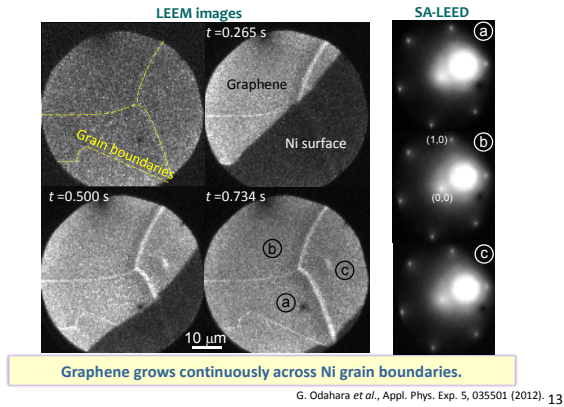 LEEM images
SA-LEED
t =0.265 s
Graphene
Ni surface
Grain boundaries
a
(1,0)
b
(0,0)
t =0.500 s
t =0.734 s
b
c
a
c
10 μm
Graphene grows continuously across Ni grain boundaries.
G. Odahara et al., Appl. Phys. Exp. 5, 035501 (2012).
13